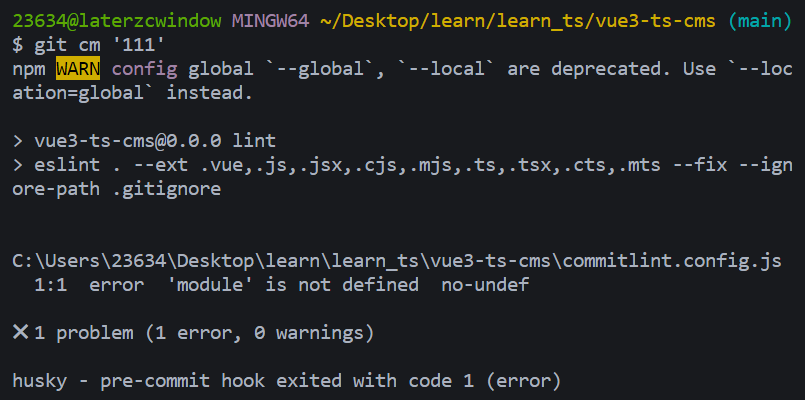 23634@laterzcwindow MINGW64 ~/Desktop/learn/learn_ts/vue3-ts-cms (main)
$ git cm '111'
npm WARN config global `--global`, `--local` are deprecated. Use `--loc
ation=global` instead.
> vue3-ts-cms@0.0.0 lint
> eslint . --ext .vue,.js,.jsx,.cjs,.mjs,.ts,.tsx,.cts,.mts --fix --ign
ore-path .gitignore
C:\Users\23634\Desktop\learn\learn_ts\vue3-ts-cms\commitlint.config.js
1:1  error  'module' is not defined  no-undef
✖ 1 problem (1 error, 0 warnings)
husky - pre-commit hook exited with code 1 (error)